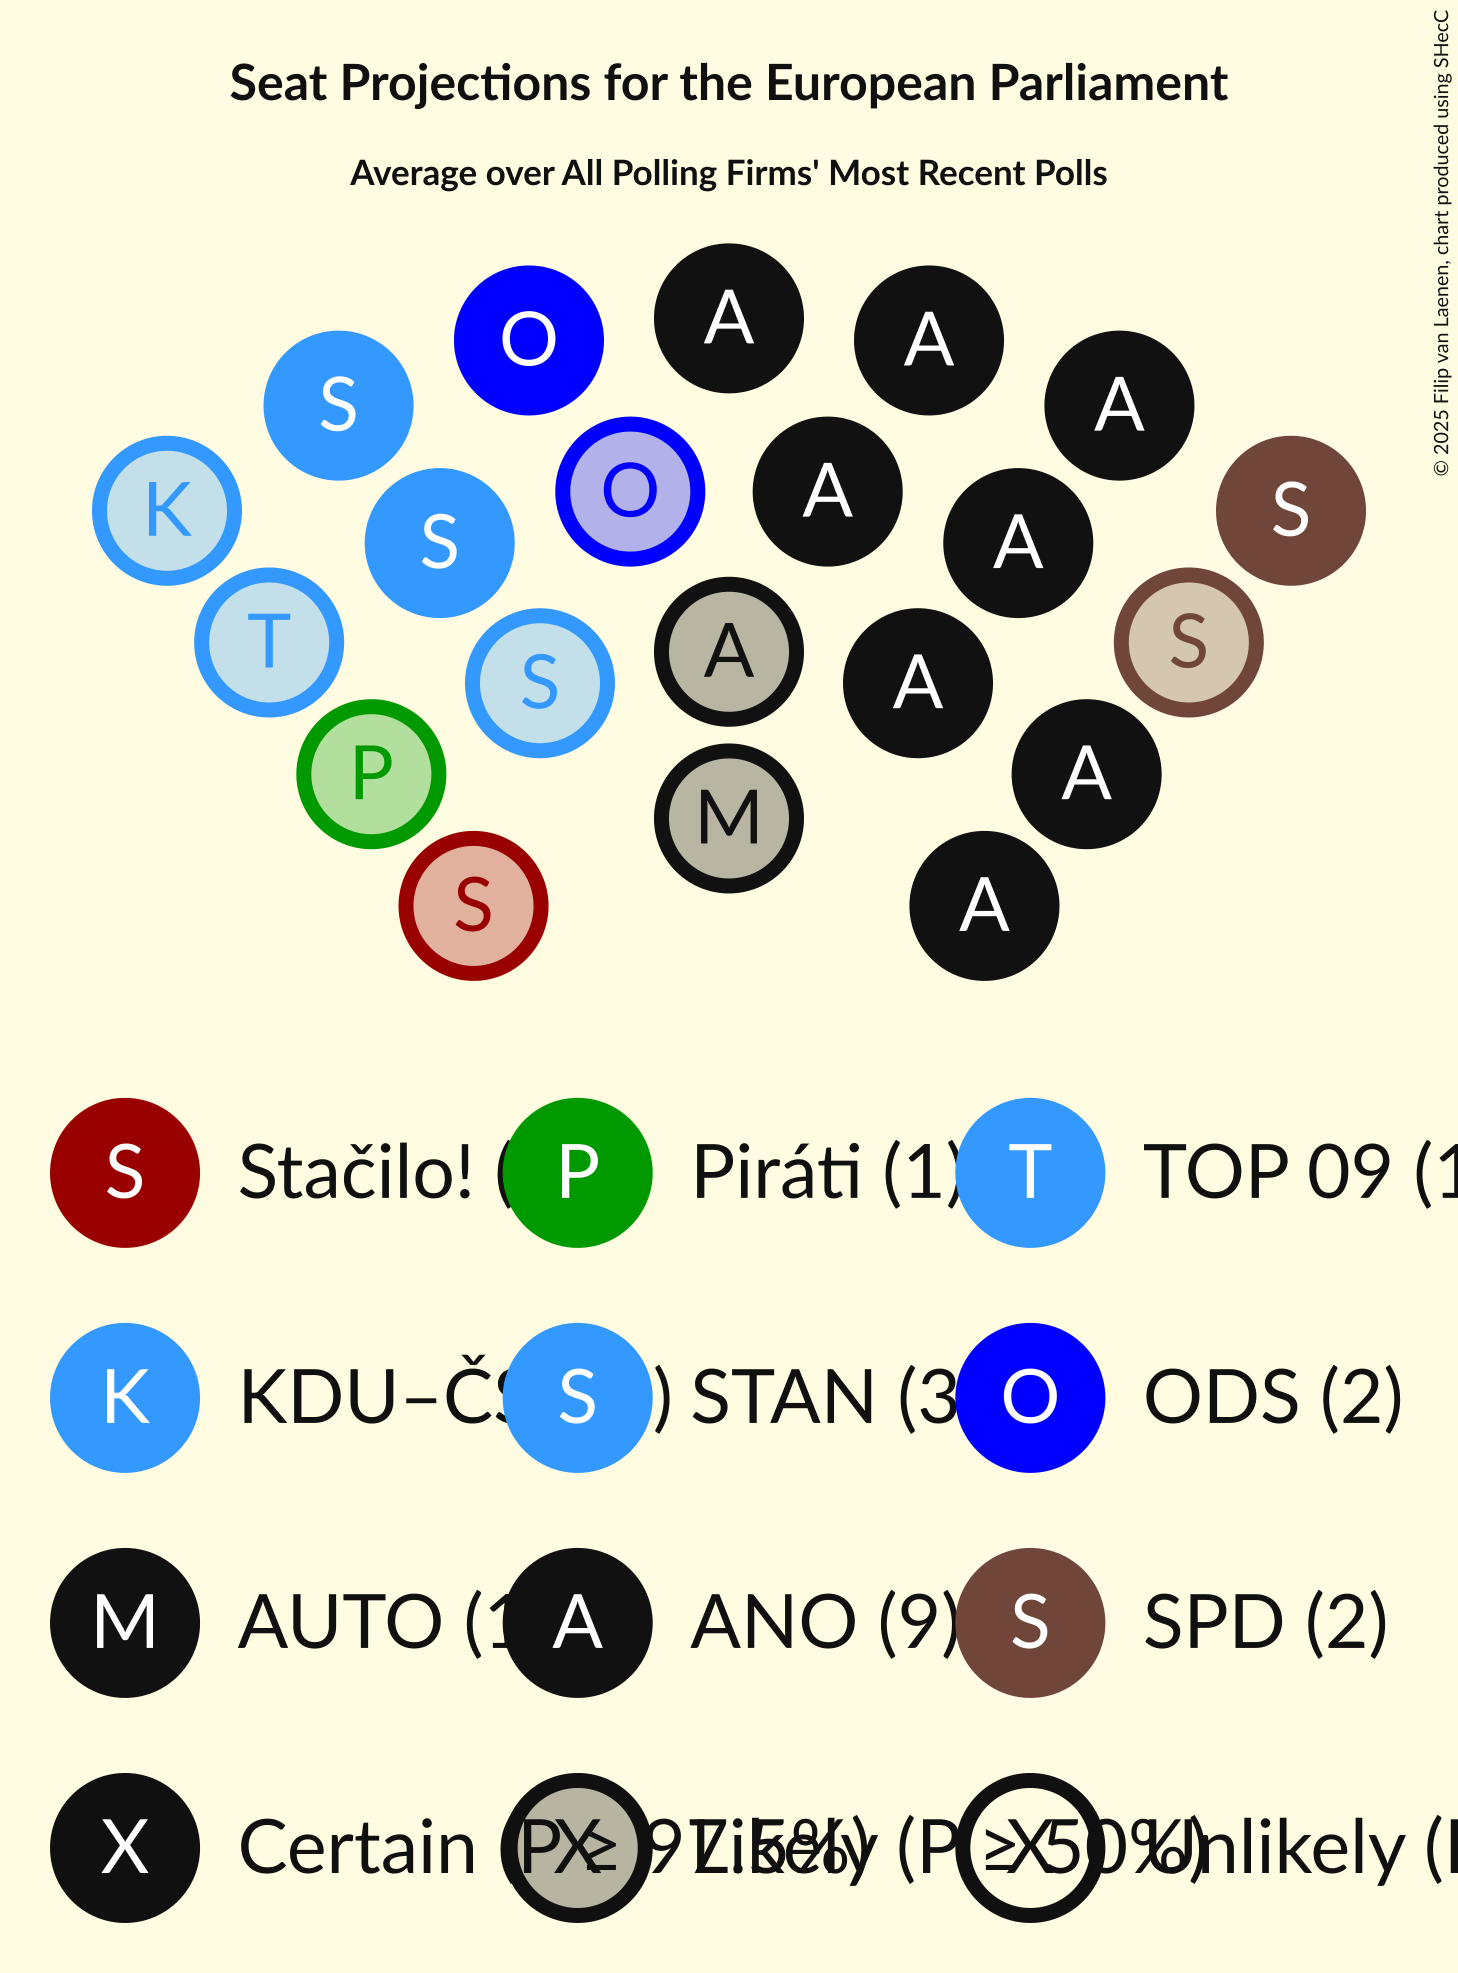 Seat Projections for the European Parliament
Average over All Polling Firms' Most Recent Polls
© 2025 Filip van Laenen, chart produced using SHecC
A
O A
S A
O A
K S A S
T S
A
S A
P A
M
S A
S Stačilo! ( P Piráti (1) T TOP 09 (1
K KDU–ČS ) S STAN (3 O ODS (2)
M AUTO (1 A ANO (9) S SPD (2)
X Certain (P ≥ 97.5%) X Likely (P ≥ 50%) X Unlikely (